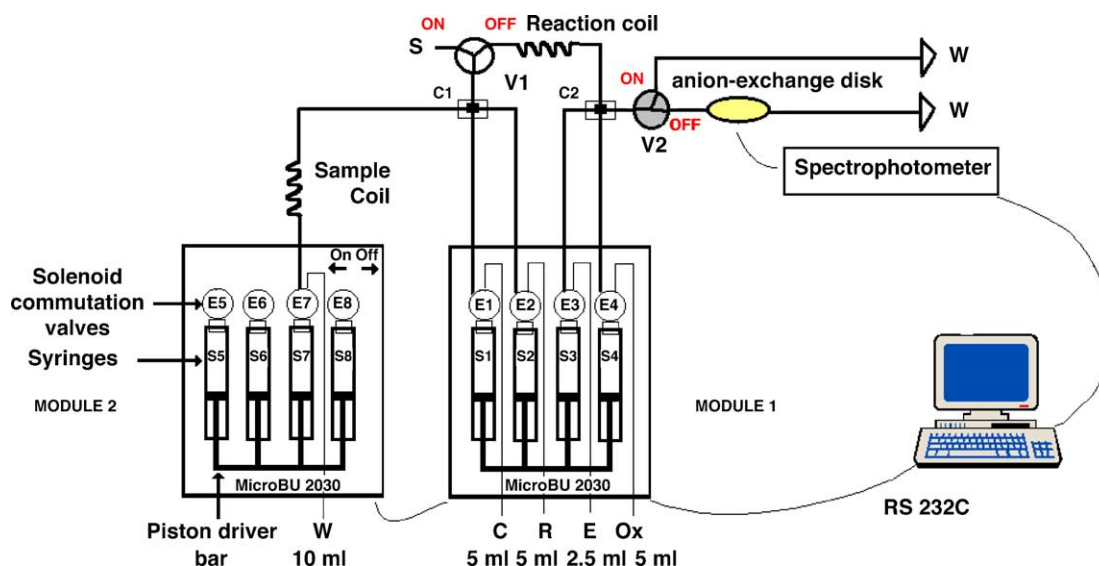 ON
OFF
Reaction coil
S
V1
C1
C2
ON
OFF
V2
anion-exchange disk
W
W
Spectrophotometer
Sample
Coil
On Off
Solenoid
commutation
valves
Syringes
E5 E6 E7 E8
S5 S6 S7 S8
E1 E2 E3 E4
S1 S2 S3 S4
MODULE 2
MODULE 1
MicroBU 2030
MicroBU 2030
RS 232C
Piston driver
bar
W
10 ml
C R E Ox
5 ml 5 ml 2.5 ml 5 ml